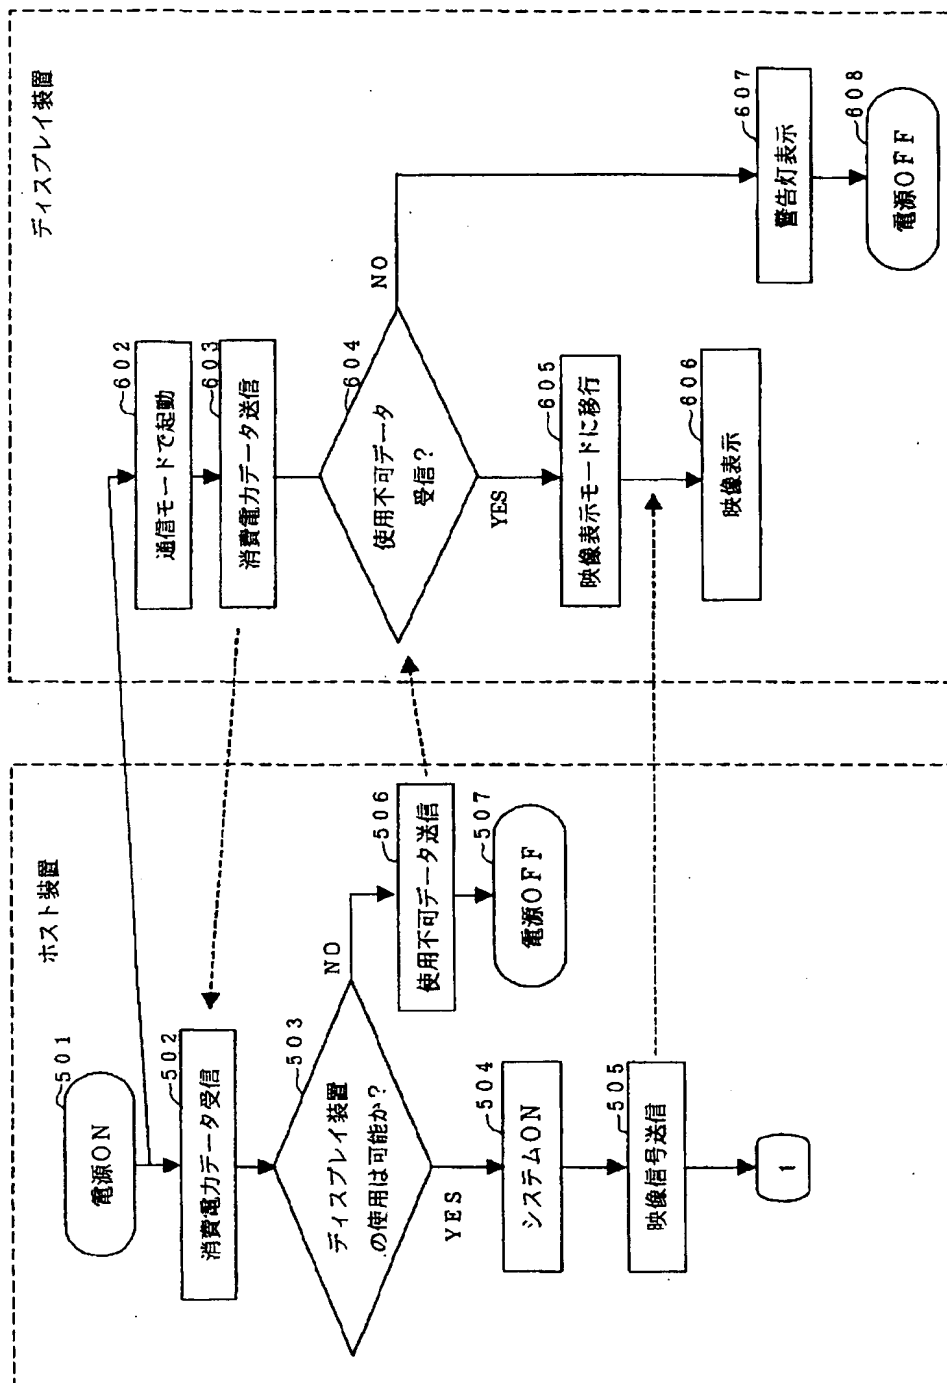 ホスト装置
電源ON
501
消費電力データ受信
502
ディスプレイ装置
の使用は可能か?
503
YES
NO
システムON
504
映像信号送信
505
1
使用不可データ送信
506
電源OFF
507
ディスプレイ装置
通信モードで起動
602
消費電力データ送信
603
使用不可データ
受信?
604
YES
NO
映像表示モードに移行
605
映像表示
606
警告灯表示
607
電源OFF
608